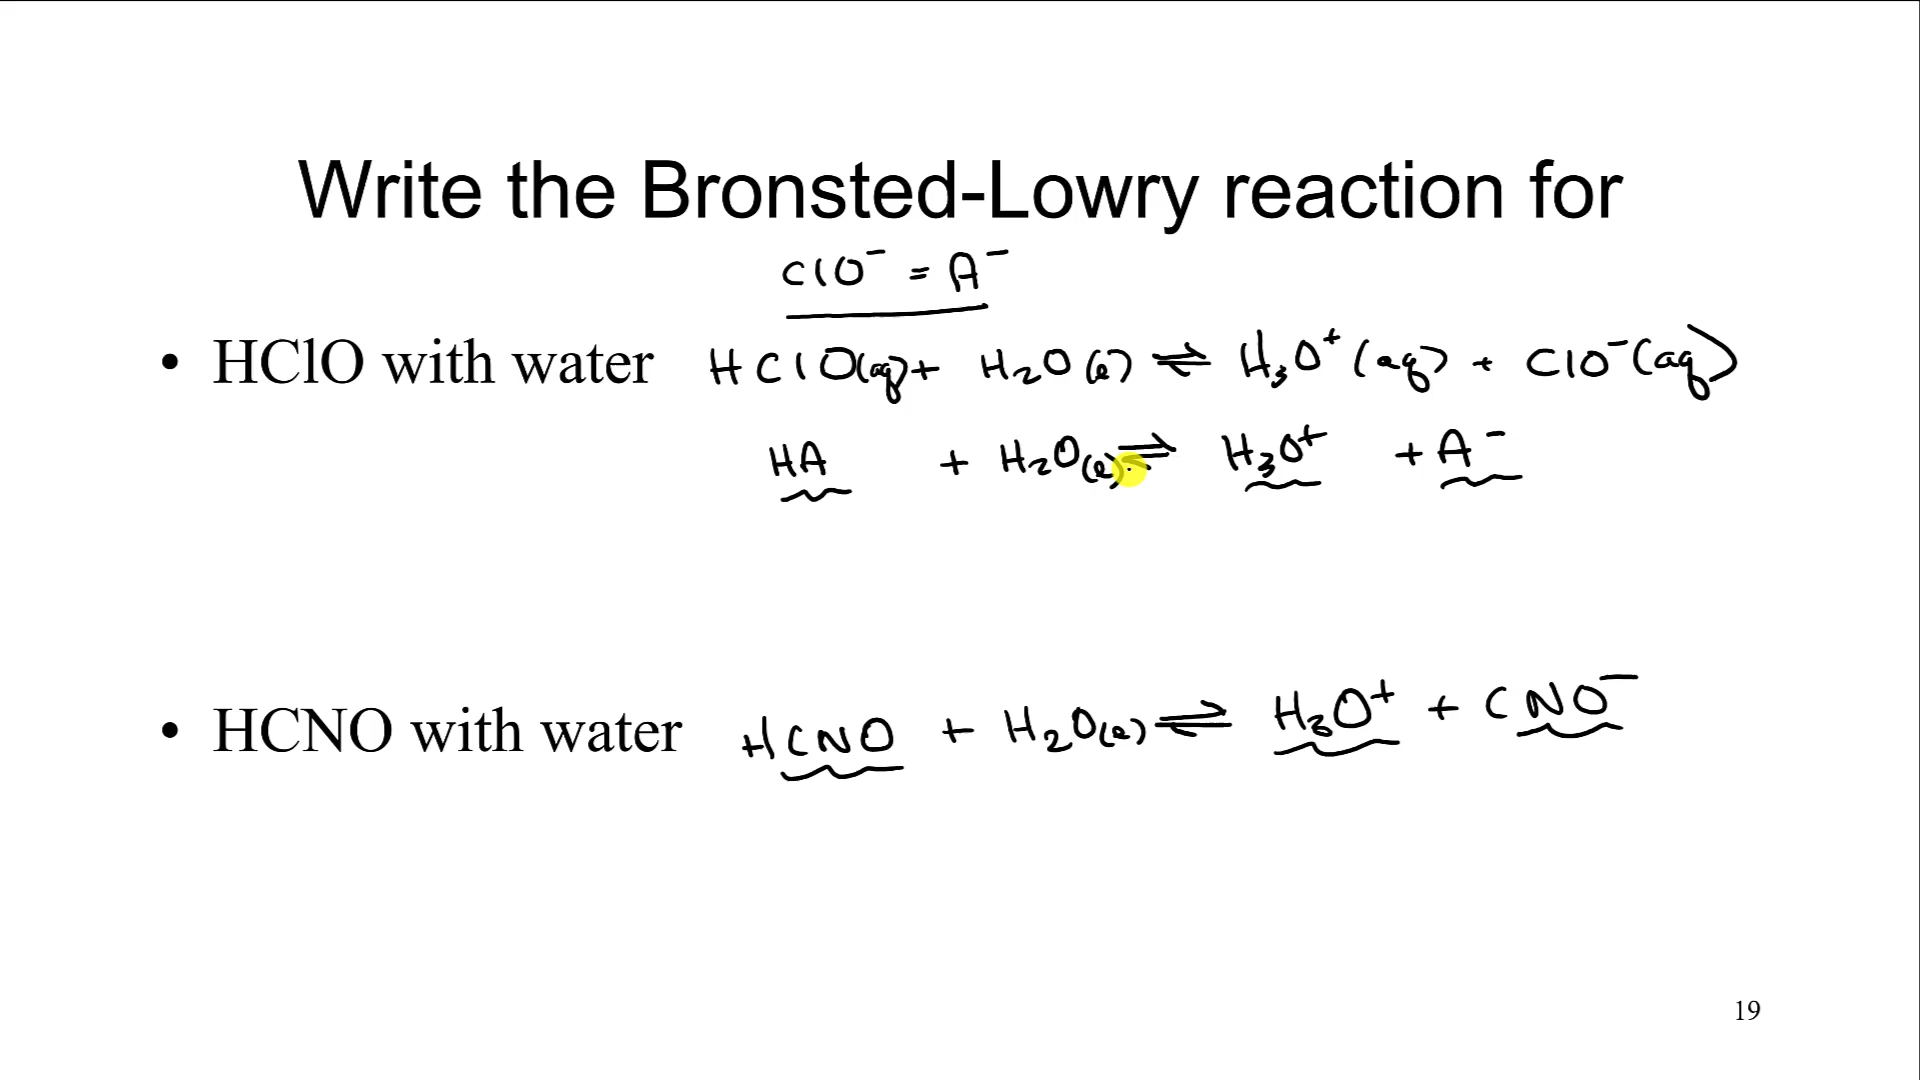 Write the Bronsted-Lowry reaction for
ClO⁻ = A⁻
• HClO with water HClO(aq) + H₂O(l) ⇌ H₃O⁺(aq) + ClO⁻(aq)
HA + H₂O(l) ⇌ H₃O⁺ + A⁻
• HCNO with water HCNO + H₂O(l) ⇌ H₃O⁺ + CNO⁻
19